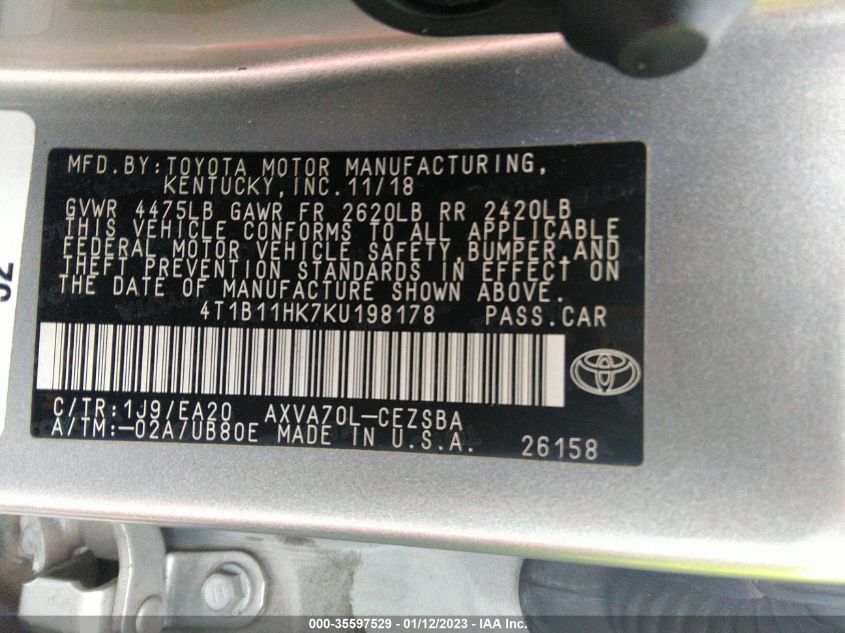 MFD.BY:TOYOTA MOTOR MANUFACTURING,
KENTUCKY,INC.11/18
GVWR 4475LB GAWR FR 2620LB RR 2420LB
THIS VEHICLE CONFORMS TO ALL APPLICABLE
FEDERAL MOTOR VEHICLE SAFETY,BUMPER,AND
THEFT PREVENTION STANDARDS IN EFFECT ON
THE DATE OF MANUFACTURE SHOWN ABOVE.
4T1B11HK7KU198178 PASS.CAR
C/TR:1J9/EA20 AXVA70L-CEZSBA
A/TM:-02A/UB80E MADE IN U.S.A. 26158
000-35597529 - 01/12/2023 - IAA Inc.